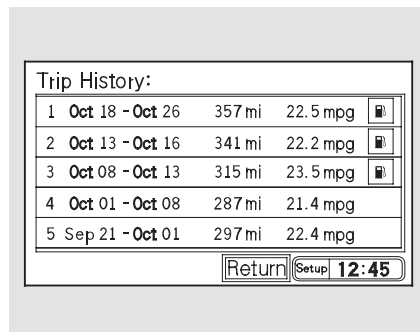 Trip History:
1 Oct 18 - Oct 26 357 mi 22.5 mpg
2 Oct 13 - Oct 16 341 mi 22.2 mpg
3 Oct 08 - Oct 13 315 mi 23.5 mpg
4 Oct 01 - Oct 08 287 mi 21.4 mpg
5 Sep 21 - Oct 01 297 mi 22.4 mpg
Return Setup 12:45